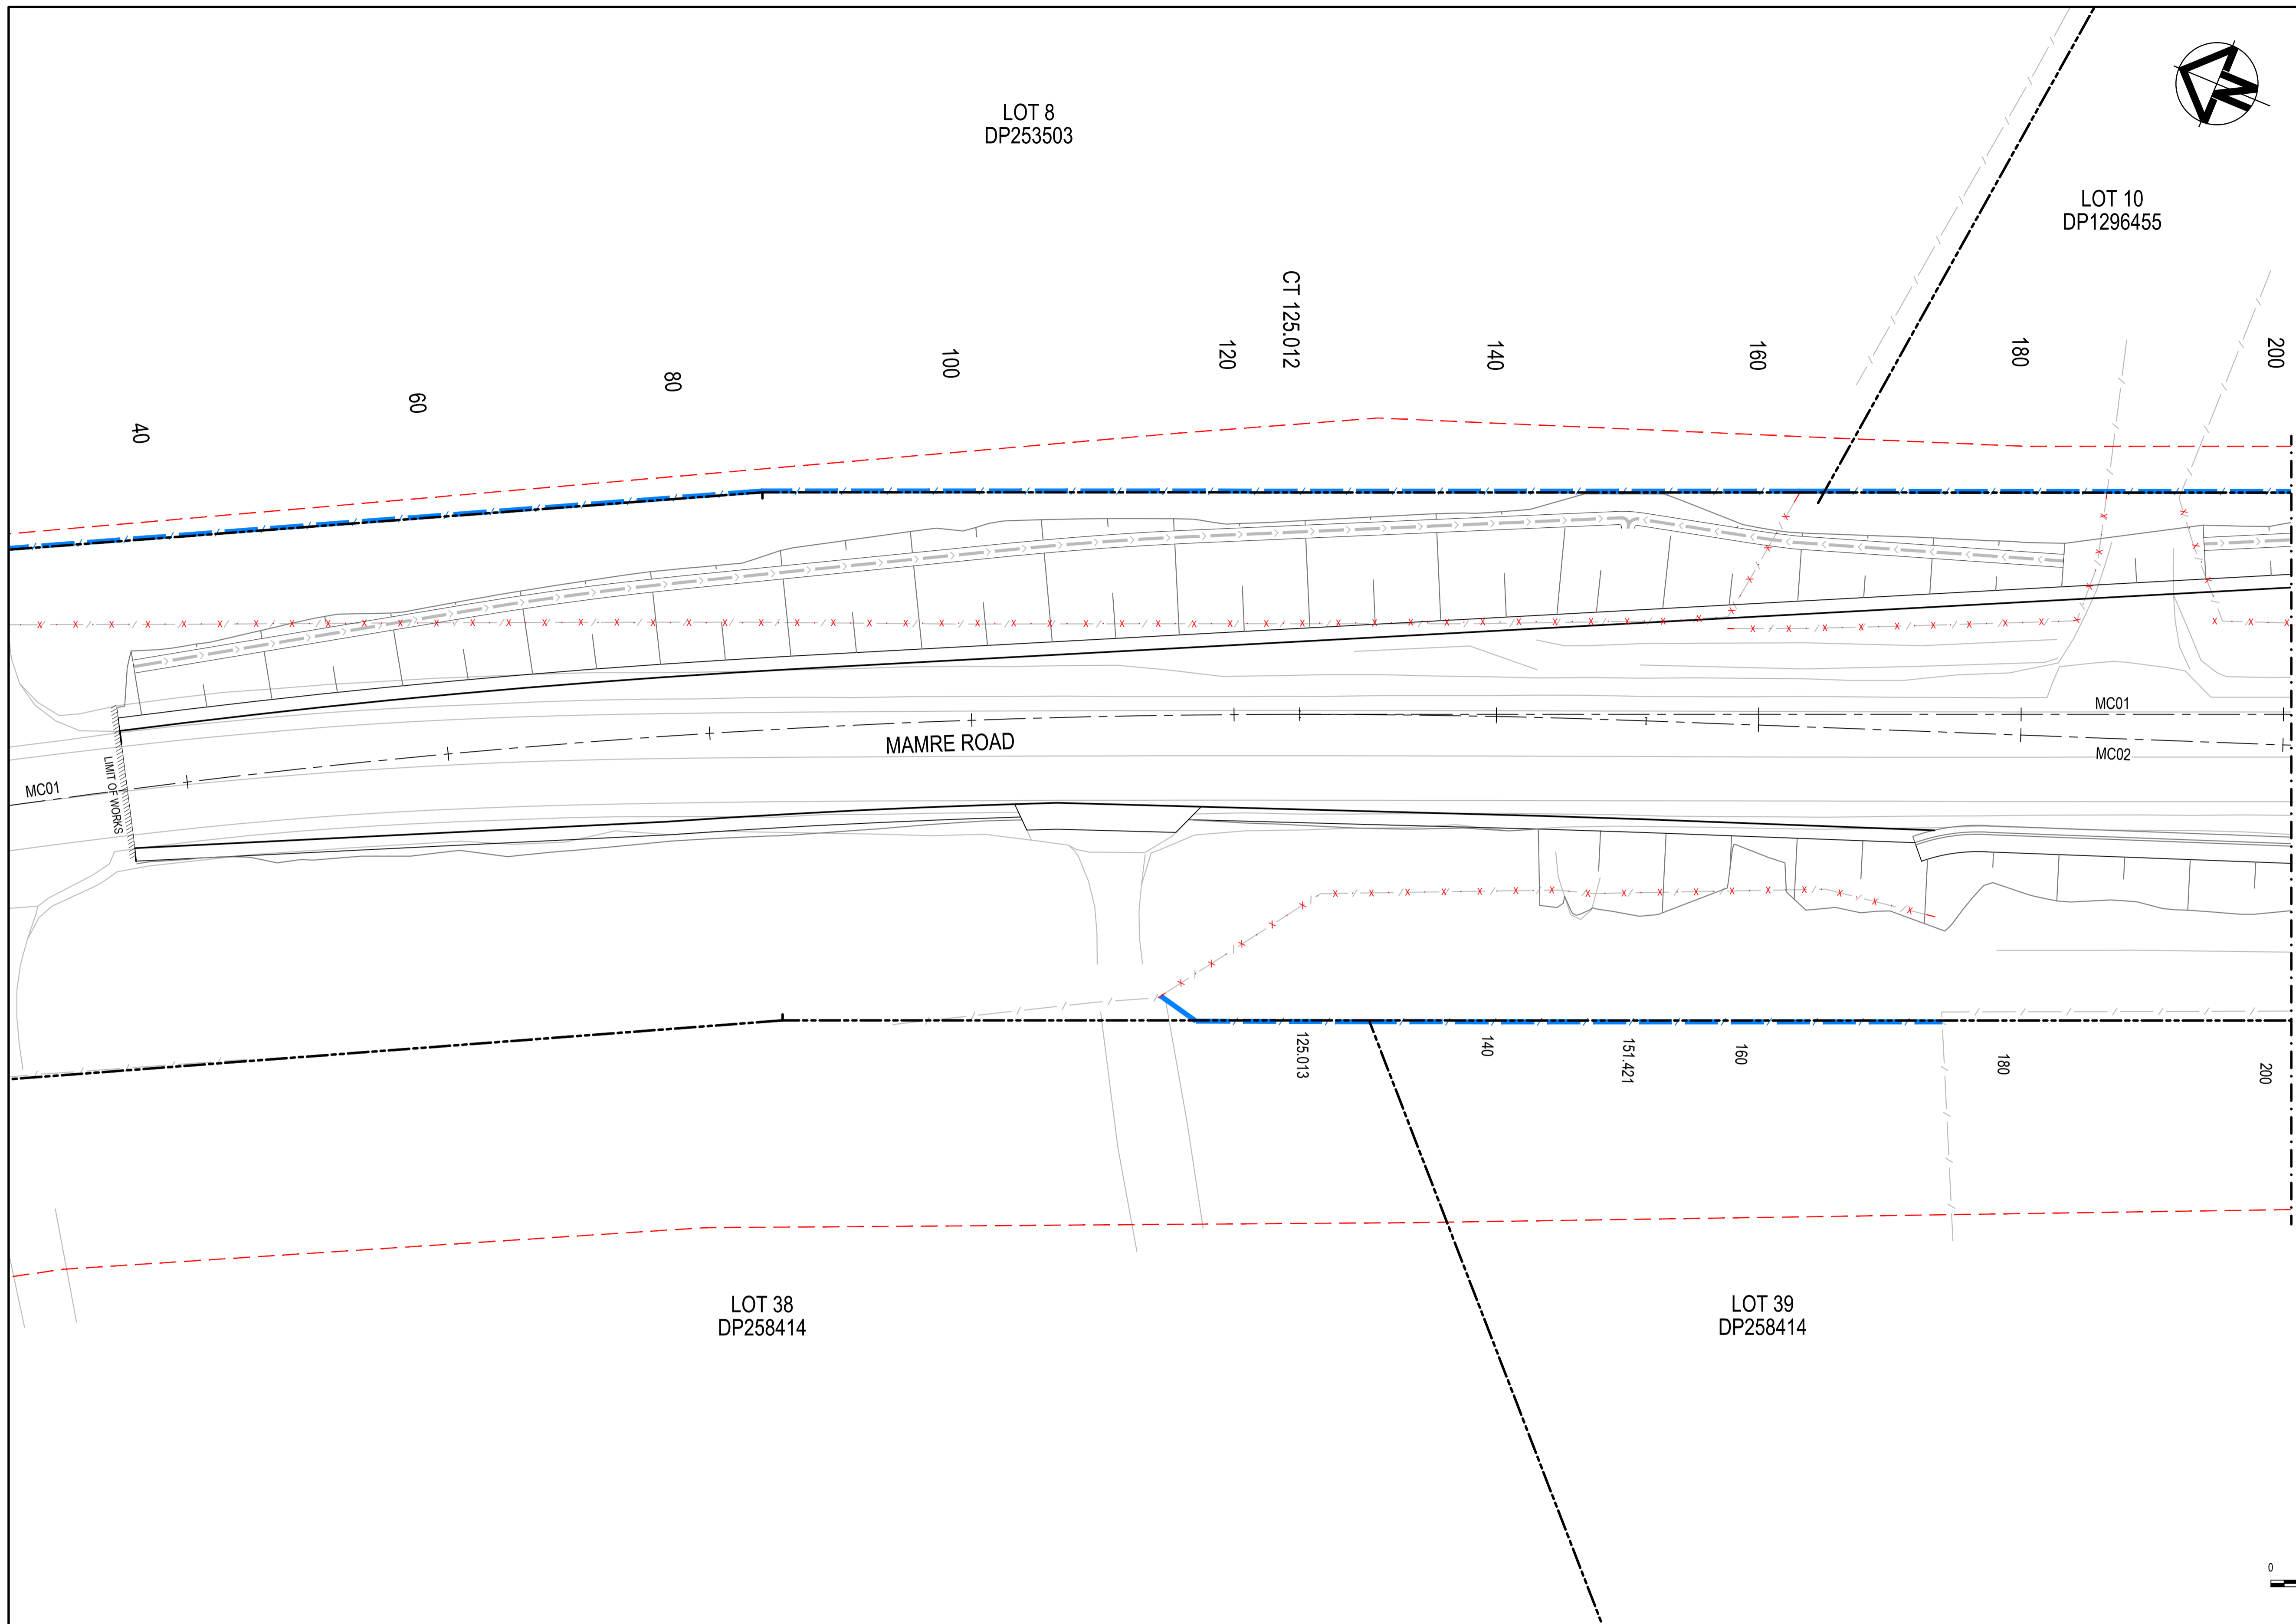 N
LOT 8
DP253503
LOT 10
DP1296455
CT 125.012
40
60
80
100
120
140
160
180
200
MC01
MAMRE ROAD
MC02
MC01
LIMIT OF WORKS
125.013
140
151.421
160
180
200
LOT 38
DP258414
LOT 39
DP258414
0